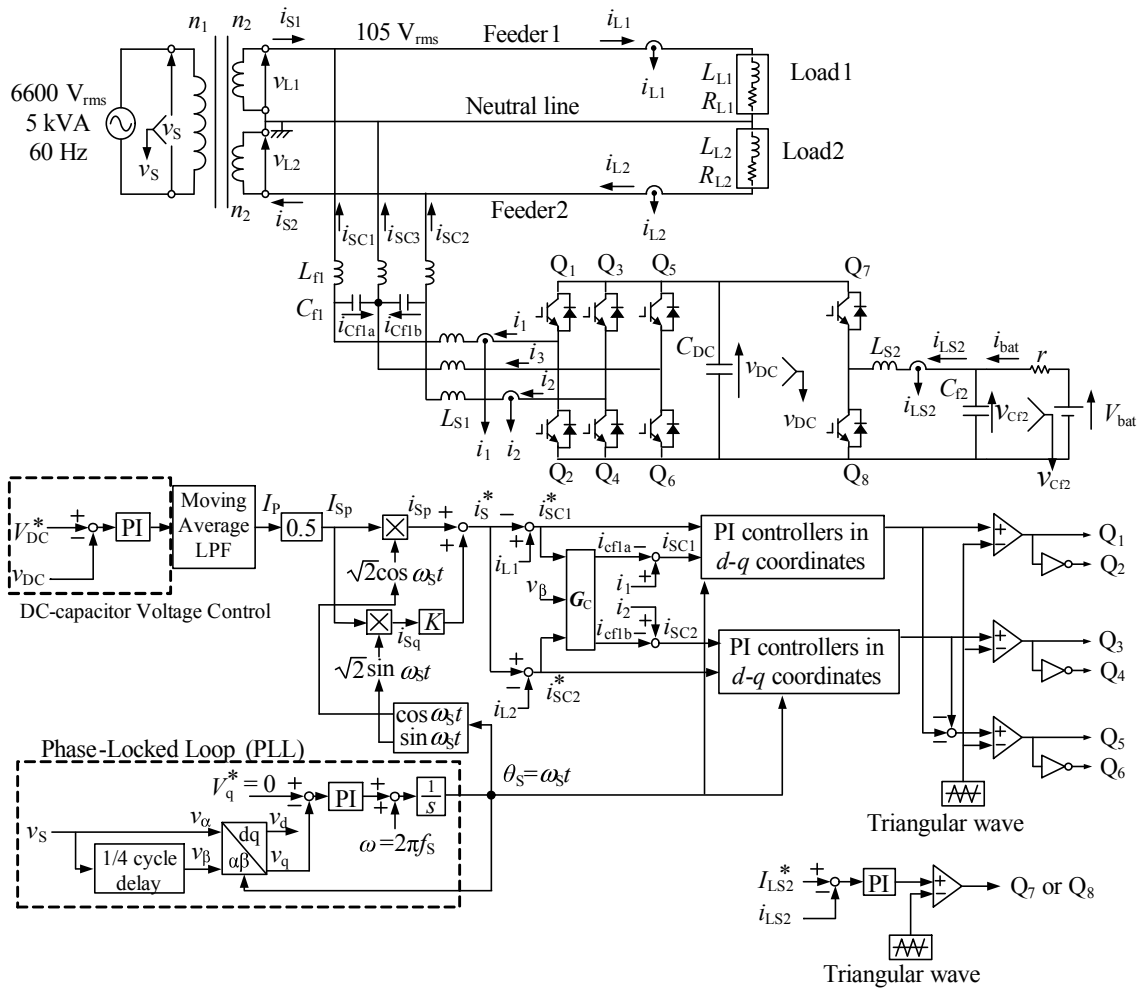 n1 n2 iS1 105 Vrms Feeder1 iL1
6600 Vrms
5 kVA
60 Hz
vS
vS
vL1
iL1
LL1
RL1
Load1
Neutral line
vL2
n2
iS2
Feeder2
iL2
iL2
LL2
RL2
Load2
iSC1 iSC3 iSC2
Lf1
Cf1
iCf1a iCf1b
i1
i3
i2
LS1
i1 i2
Q1 Q3 Q5 Q7
Q2 Q4 Q6 Q8
CDC
vDC
vDC
LS2
iLS2
iLS2
ibat
r
Cf2
vCf2
vCf2
Vbat
V*DC + − PI
vDC
DC-capacitor Voltage Control
Moving
Average
LPF
IP 0.5 ISp
iSp + +
√2cos ωSt
iSq K
√2sin ωSt
cos ωSt
sin ωSt
i*S − + i*SC1
iL1
vβ
GC
icf1a − + iSC1
i1
i2
icf1b − + iSC2
+ − i*SC2
iL2
PI controllers in
d-q coordinates
PI controllers in
d-q coordinates
+ − Q1
Q2
+ − Q3
Q4
− − + − Q5
Q6
Triangular wave
Phase-Locked Loop (PLL)
V*q = 0 + − PI + + 1/s
ω=2πfS
θS=ωSt
vS
vα vd
vβ vq
dq
αβ
1/4 cycle
delay
I*LS2 + − PI + − Q7 or Q8
iLS2
Triangular wave